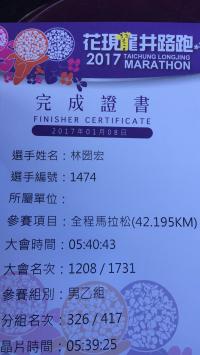 花現龍井路跑
2017 TAICHUNG LONGJING
MARATHON
完成證書
FINISHER CERTIFICATE
2017年01月08日
選手姓名：林圀宏
選手編號：1474
所屬單位：
參賽項目：全程馬拉松(42.195KM)
大會時間：05:40:43
大會名次：1208 / 1731
參賽組別：男乙組
分組名次：326 / 417
晶片時間：05:39:25